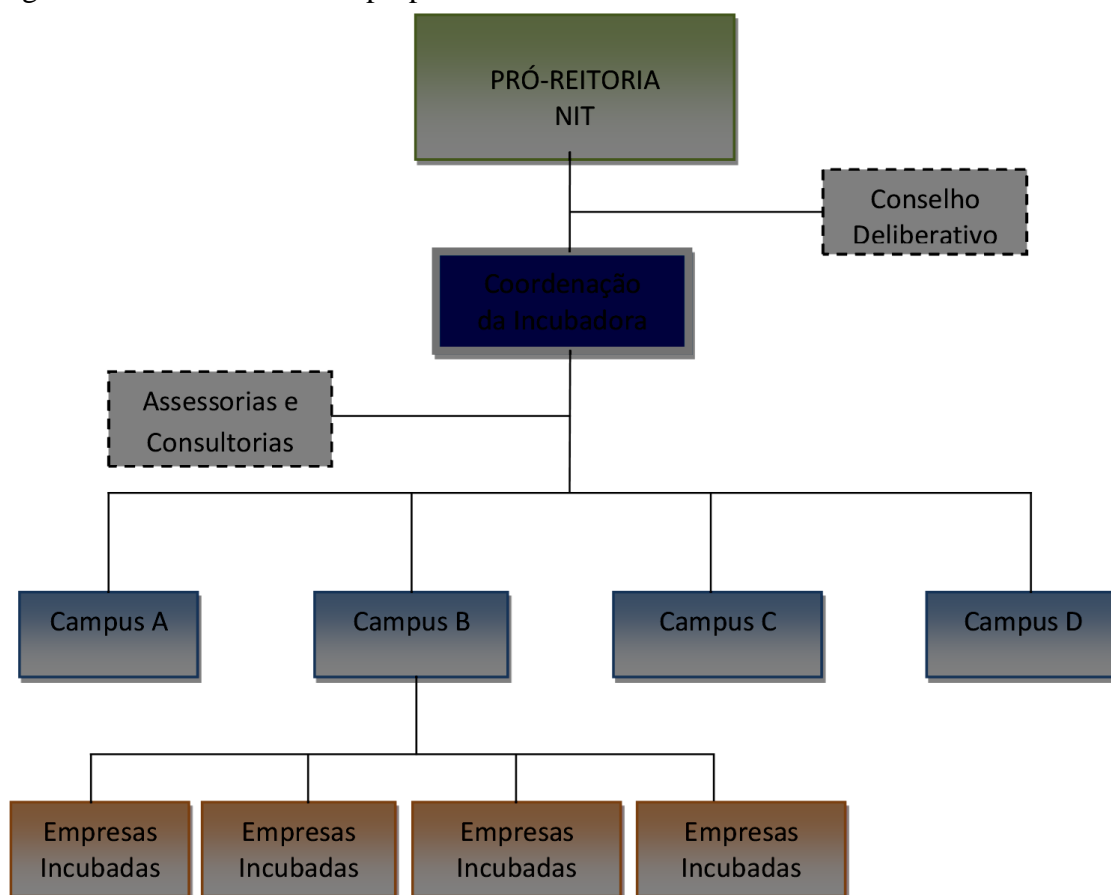 PRÓ-REITORIA
NIT
Conselho
Deliberativo
Coordenação
da Incubadora
Assessorias e
Consultorias
Campus A
Campus B
Campus C
Campus D
Empresas
Incubadas
Empresas
Incubadas
Empresas
Incubadas
Empresas
Incubadas